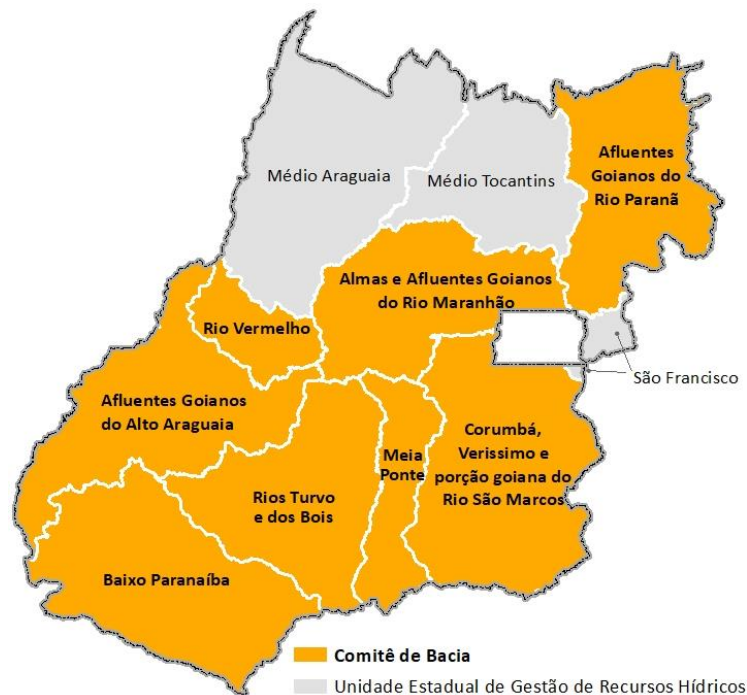 Médio Araguaia
Médio Tocantins
Afluentes
Goianos do
Rio Paranã
Almas e Afluentes Goianos
do Rio Maranhão
Rio Vermelho
São Francisco
Afluentes Goianos
do Alto Araguaia
Corumbá,
Verissimo e
porção goiana do
Rio São Marcos
Meia
Ponte
Rios Turvo
e dos Bois
Baixo Paranaíba
Comitê de Bacia
Unidade Estadual de Gestão de Recursos Hídricos